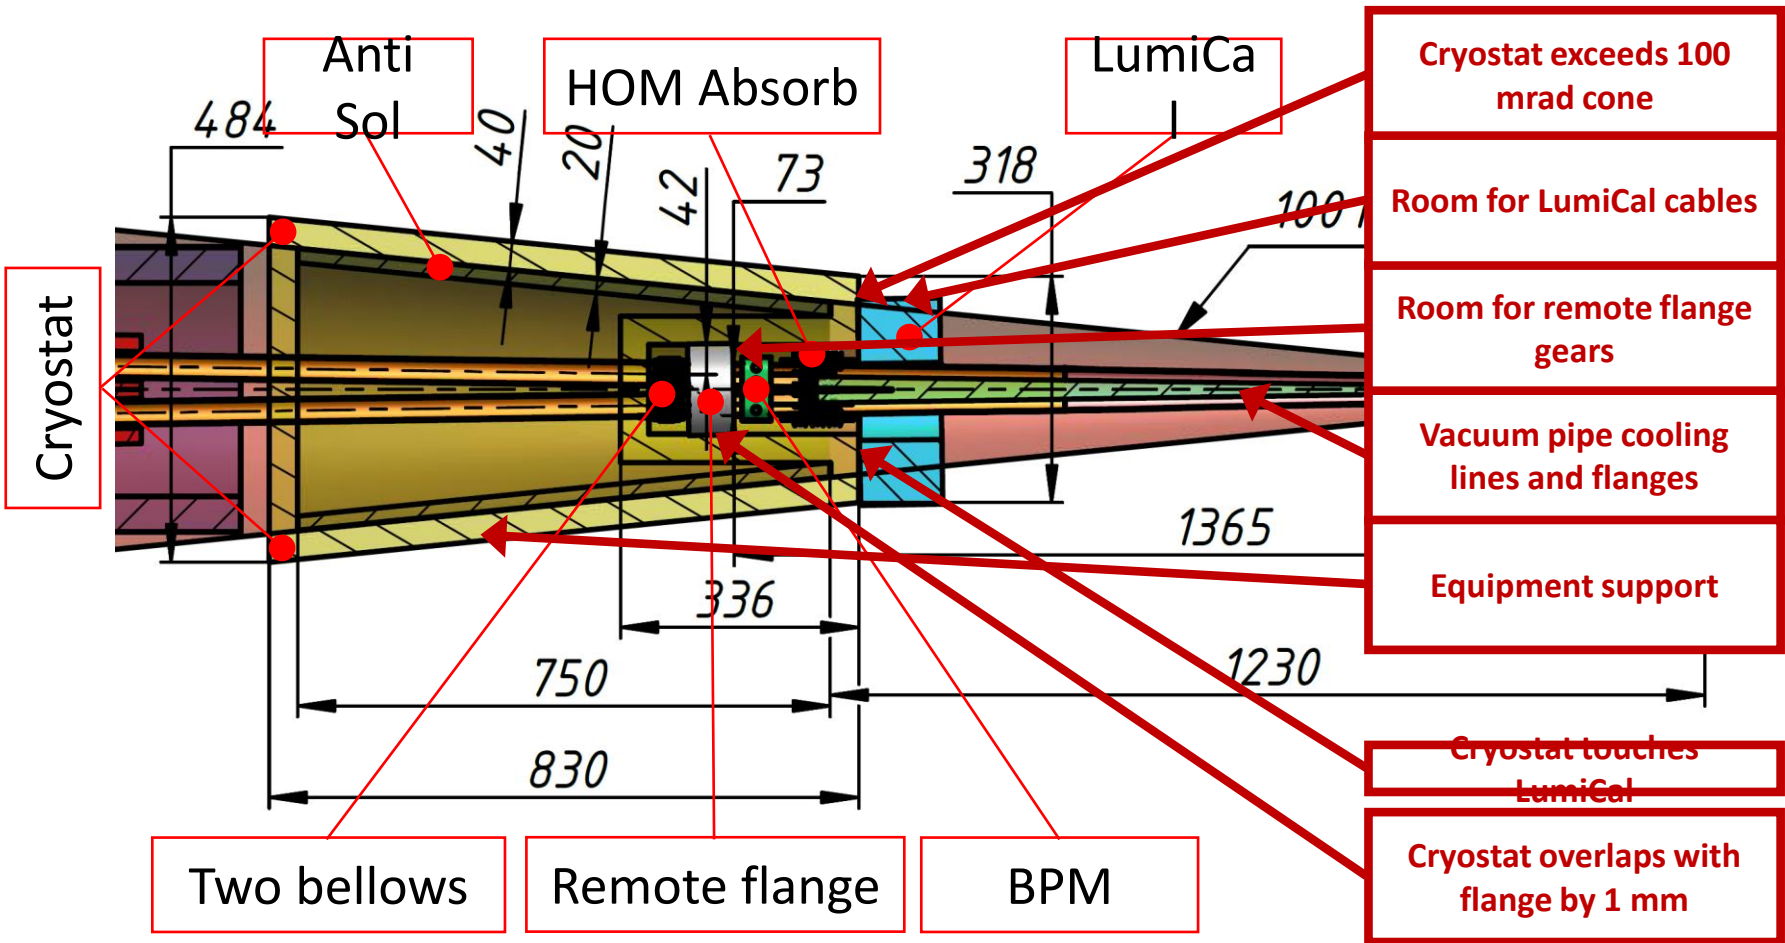 Anti
Sol
HOM Absorb
LumiCa
l
Cryostat exceeds 100
mrad cone
484
40
20
42
73
318
100
Room for LumiCal cables
Room for remote flange
gears
Cryostat
Vacuum pipe cooling
lines and flanges
1365
336
Equipment support
750
1230
830
Cryostat touches
LumiCal
Two bellows
Remote flange
BPM
Cryostat overlaps with
flange by 1 mm